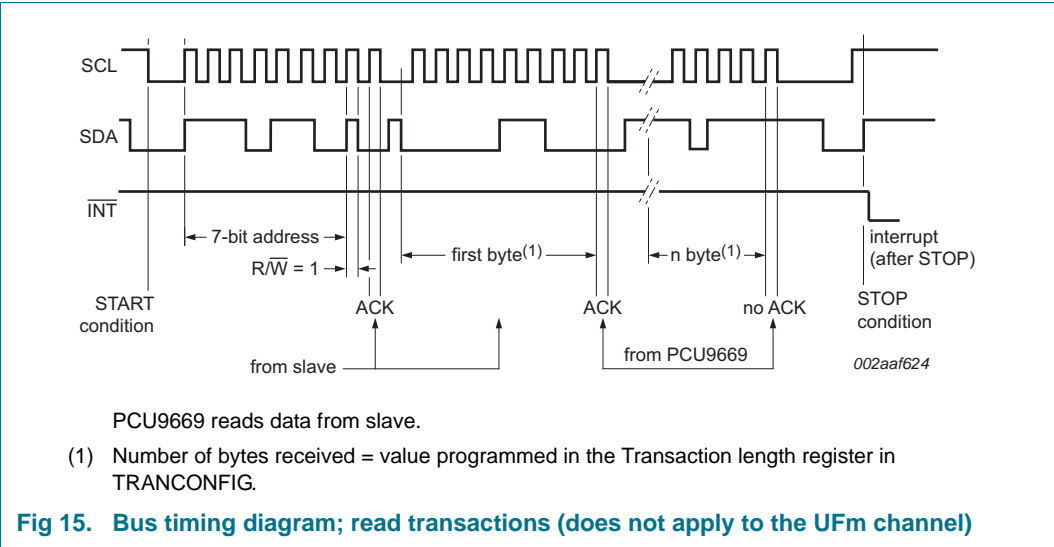 SCL
SDA
INT
7-bit address
first byte(1)
n byte(1)
interrupt
(after STOP)
R/W = 1
START
condition
ACK
ACK
no ACK
STOP
condition
from slave
from PCU9669
002aaf624
PCU9669 reads data from slave.
(1) Number of bytes received = value programmed in the Transaction length register in
TRANCONFIG.
Fig 15. Bus timing diagram; read transactions (does not apply to the UFm channel)